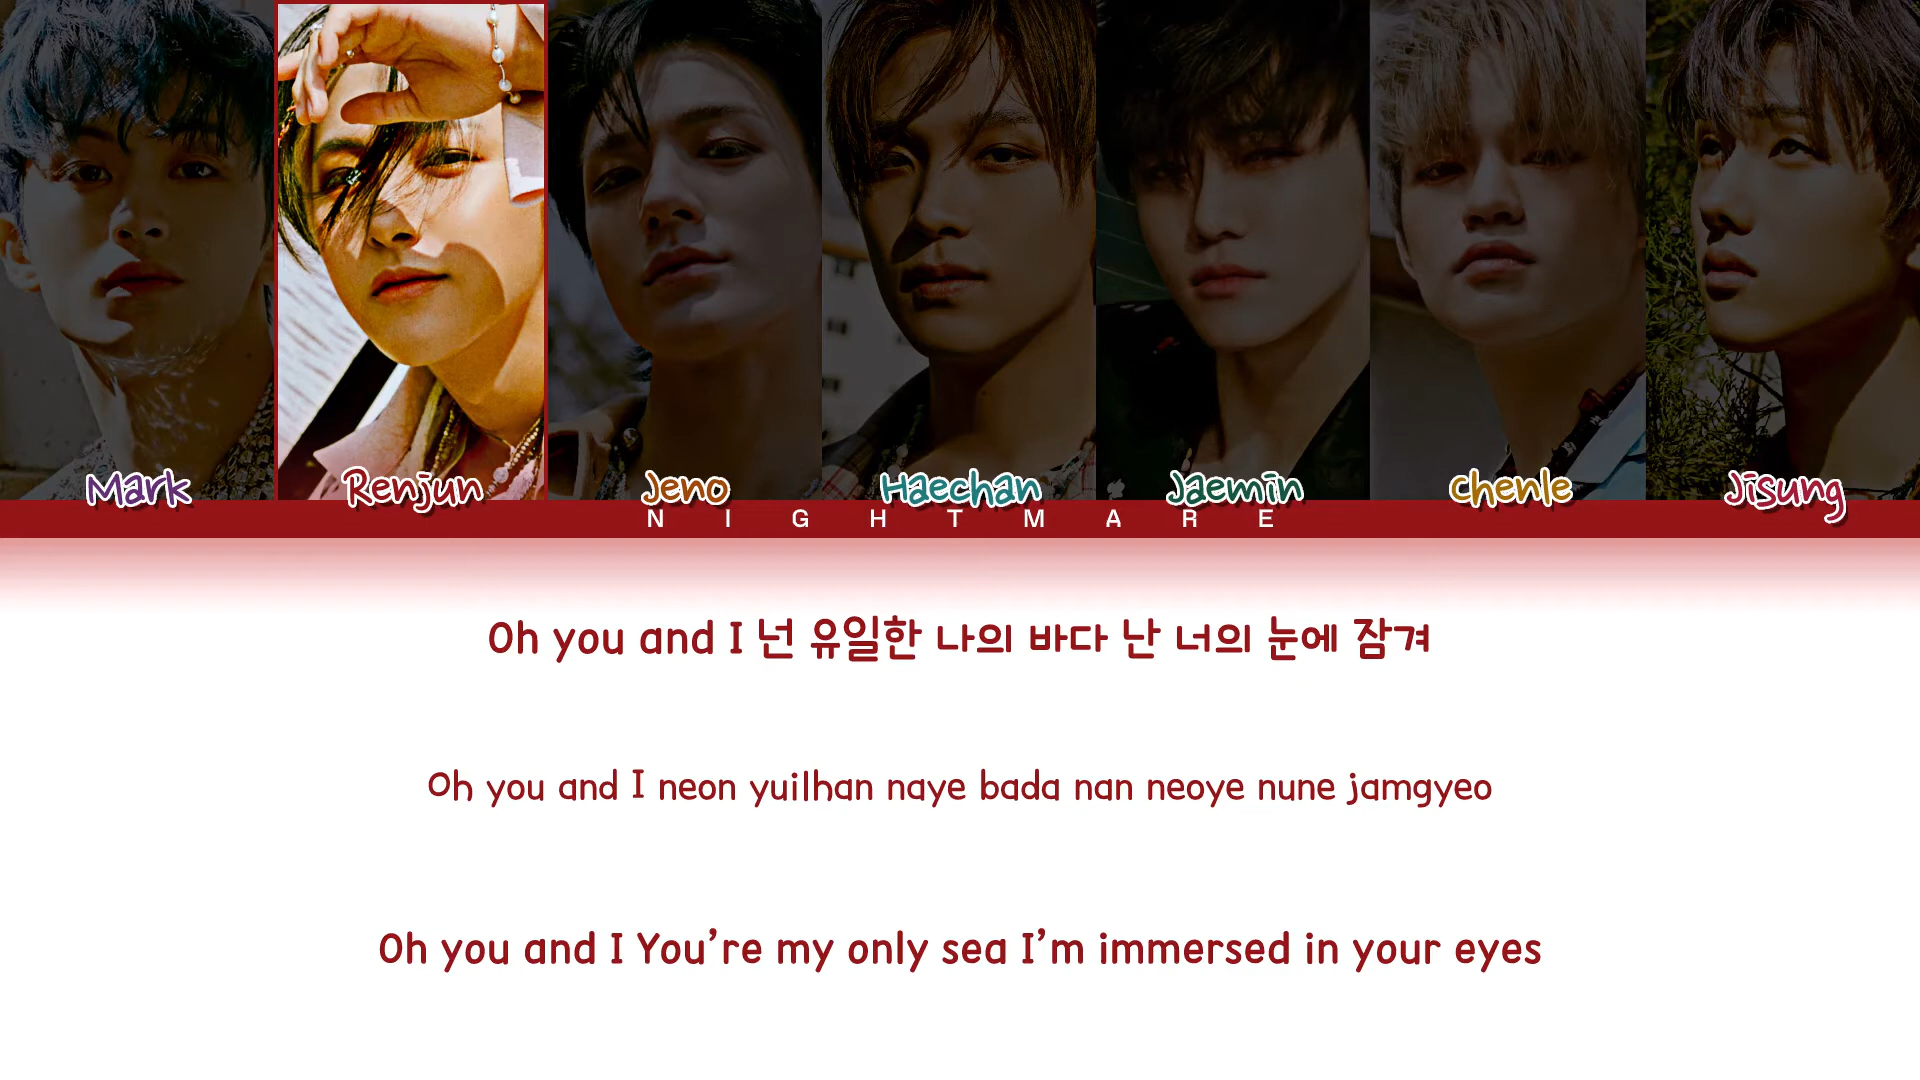 Mark Renjun Jeno Haechan Jaemin Chenle Jisung
NIGHTMARE
Oh you and I 넌 유일한 나의 바다 난 너의 눈에 잠겨
Oh you and I neon yuilhan naye bada nan neoye nune jamgyeo
Oh you and I You're my only sea I'm immersed in your eyes